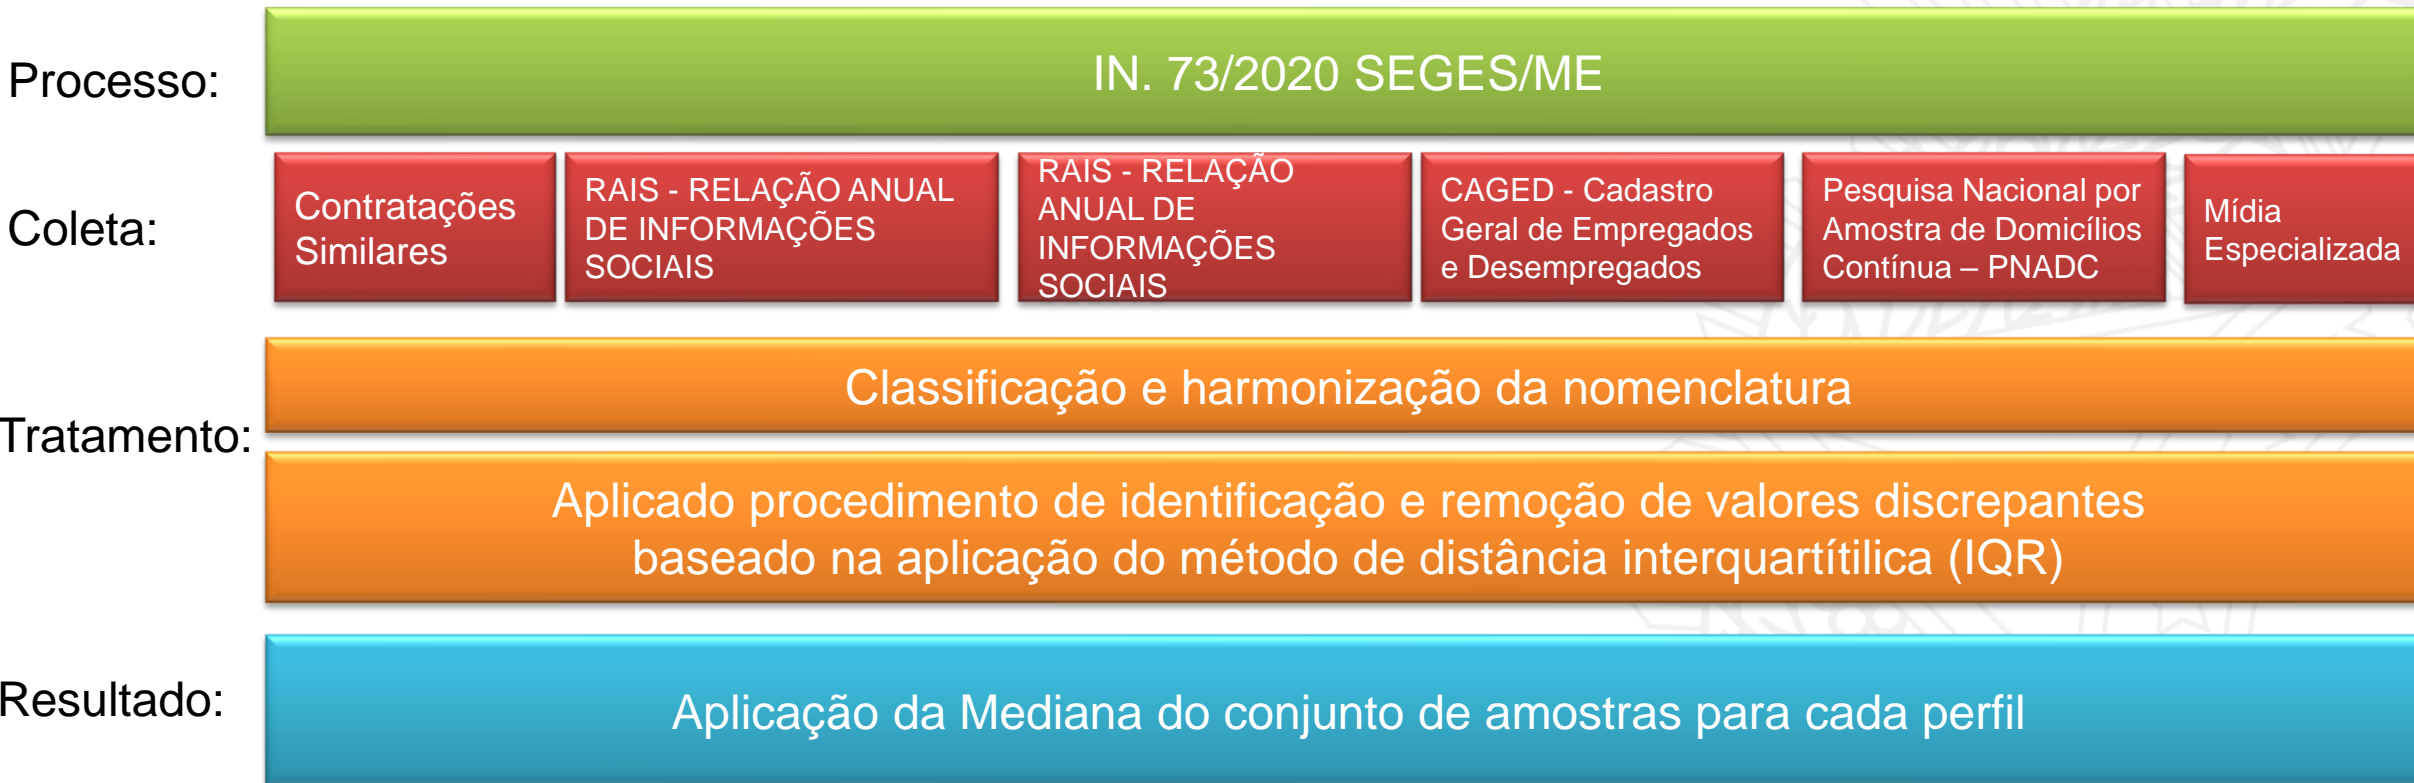 Processo:
IN. 73/2020 SEGES/ME
Coleta:
Contratações
Similares
RAIS - RELAÇÃO ANUAL
DE INFORMAÇÕES
SOCIAIS
RAIS - RELAÇÃO
ANUAL DE
INFORMAÇÕES
SOCIAIS
CAGED - Cadastro
Geral de Empregados
e Desempregados
Pesquisa Nacional por
Amostra de Domicílios
Contínua – PNADC
Mídia
Especializada
Tratamento:
Classificação e harmonização da nomenclatura
Aplicado procedimento de identificação e remoção de valores discrepantes
baseado na aplicação do método de distância interquartítilica (IQR)
Resultado:
Aplicação da Mediana do conjunto de amostras para cada perfil